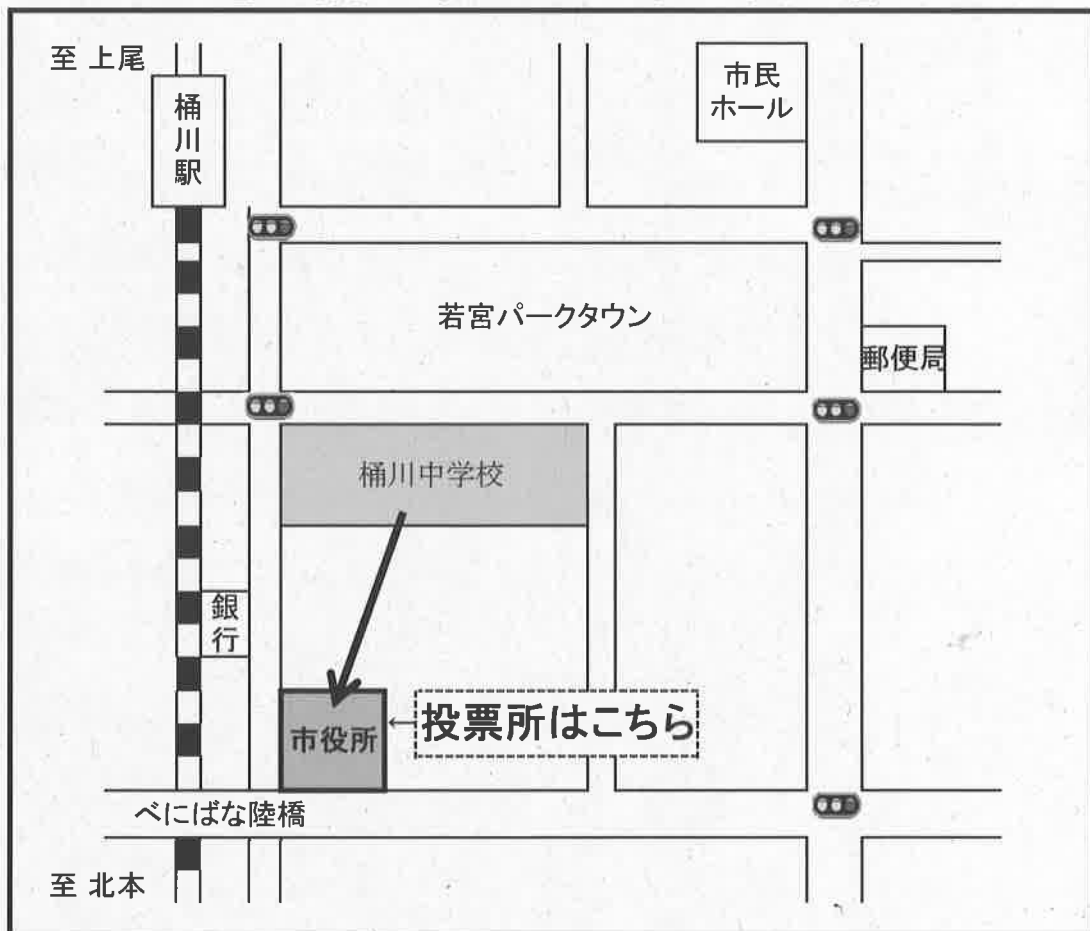 至 上尾
桶川駅
市民
ホール
若宮パークタウン
郵便局
桶川中学校
銀行
市役所
←投票所はこちら
べにばな陸橋
至 北本